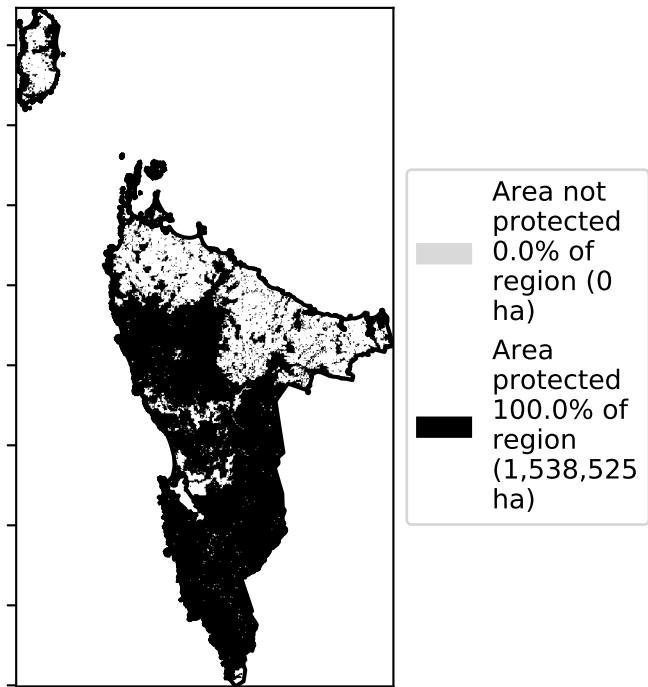 Area not
protected
0.0% of
region (0
ha)
Area
protected
100.0% of
region
(1,538,525
ha)